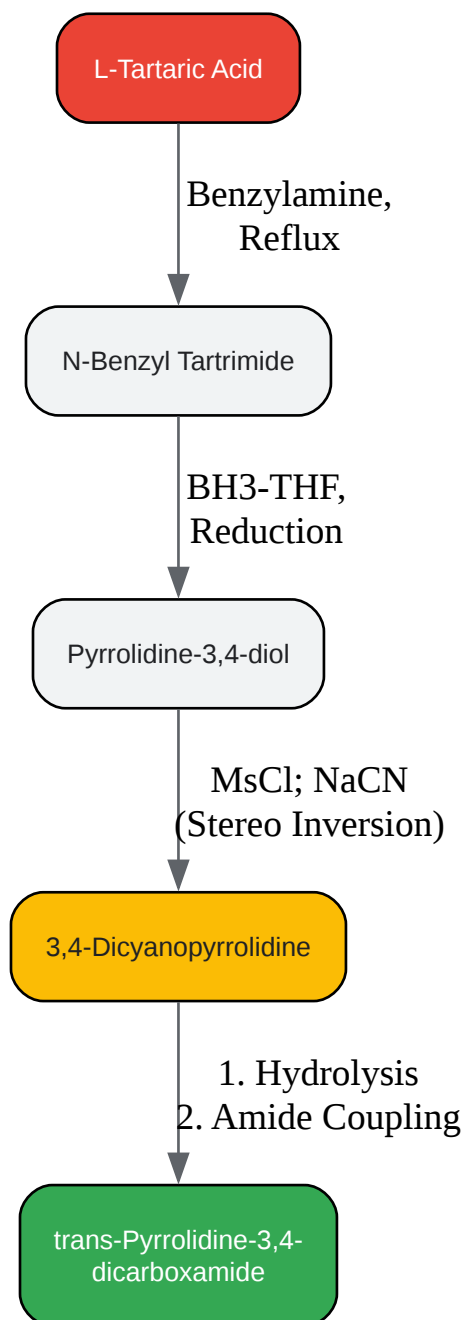 L-Tartaric Acid
Benzylamine,
Reflux
N-Benzyl Tartrimide
BH3-THF,
Reduction
Pyrrolidine-3,4-diol
MsCl; NaCN
(Stereo Inversion)
3,4-Dicyanopyrrolidine
1. Hydrolysis
2. Amide Coupling
trans-Pyrrolidine-3,4-
dicarboxamide